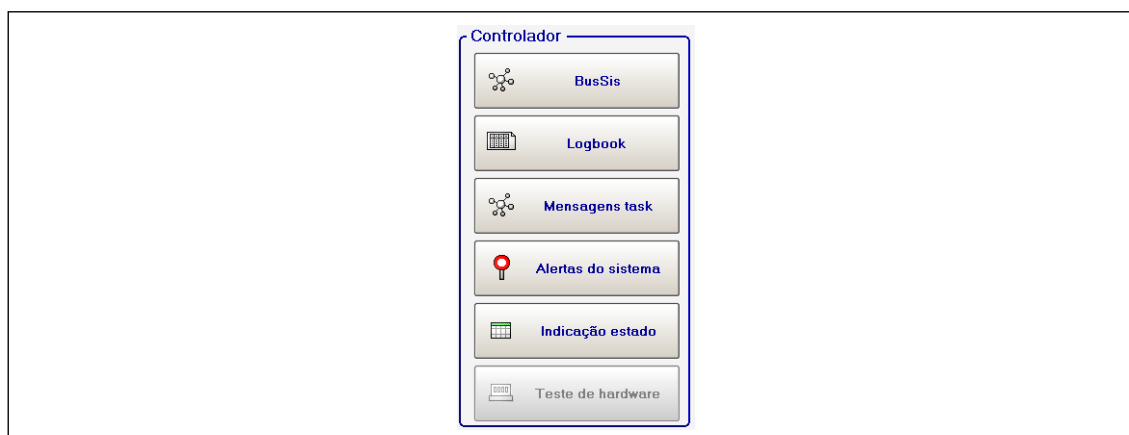 Controlador
BusSis
Logbook
Mensagens task
Alertas do sistema
Indicação estado
Teste de hardware